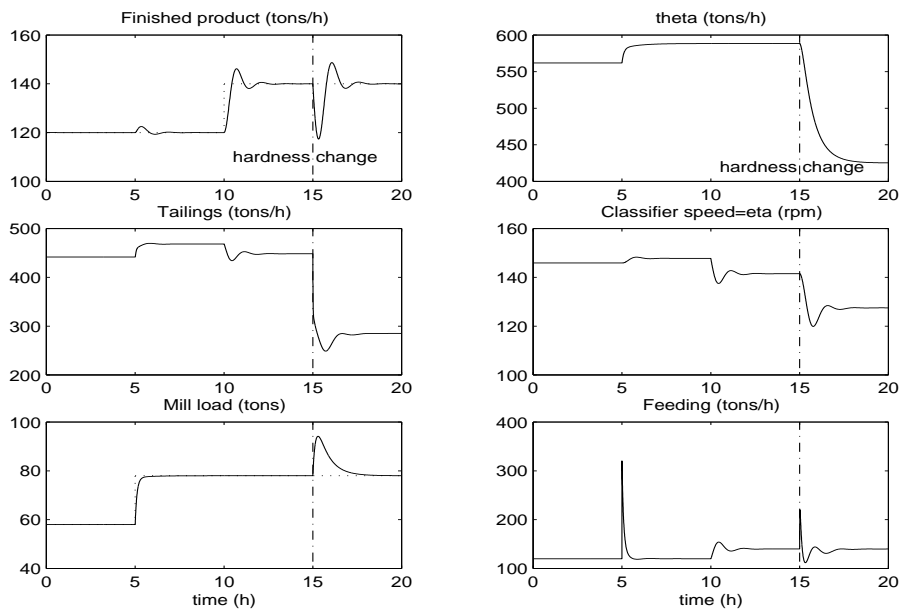 Finished product (tons/h)
160
140
120
100
hardness change
0 5 10 15 20
theta (tons/h)
600
550
500
450
400
hardness change
0 5 10 15 20
Tailings (tons/h)
500
400
300
200
0 5 10 15 20
Classifier speed=eta (rpm)
160
140
120
100
0 5 10 15 20
Mill load (tons)
100
80
60
40
0 5 10 15 20
time (h)
Feeding (tons/h)
400
300
200
100
0 5 10 15 20
time (h)